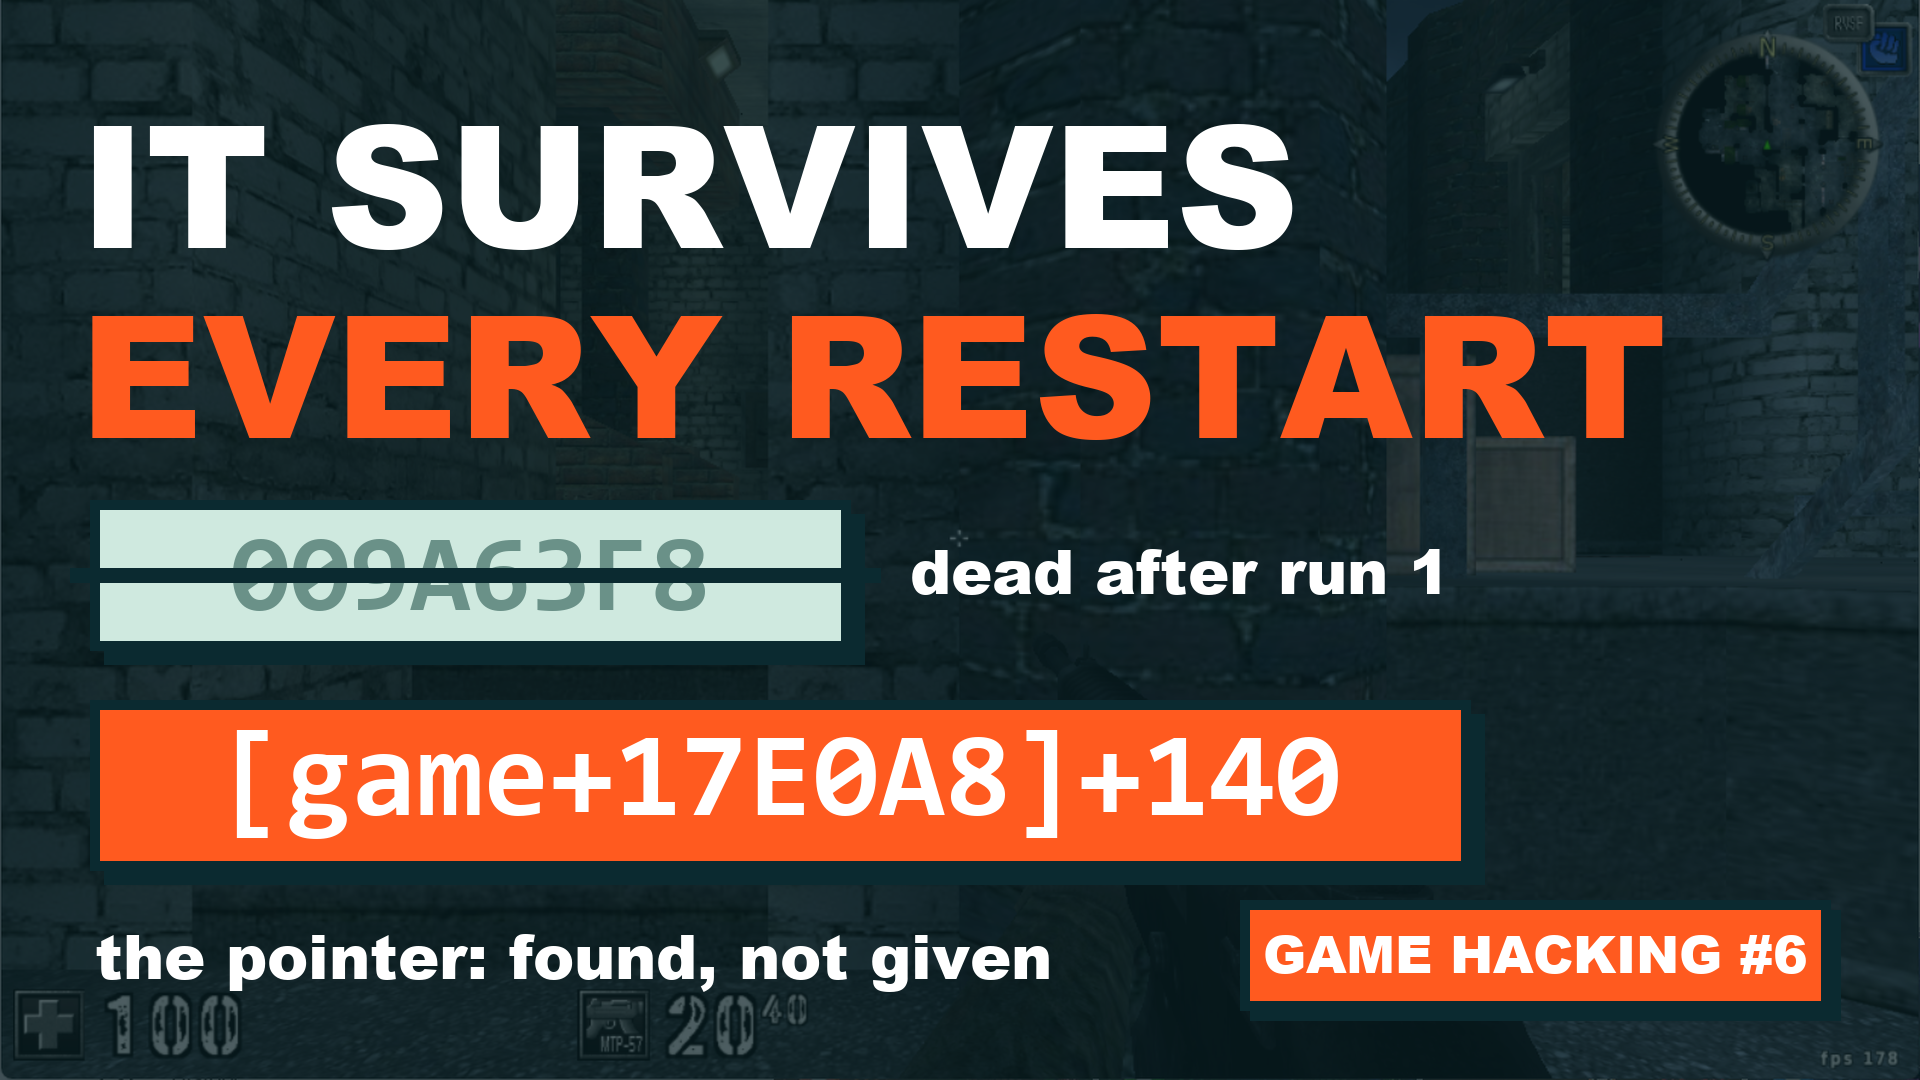 RVSF
N
E
S
IT SURVIVES
EVERY RESTART
009A63F8
dead after run 1
[game+17E0A8]+140
the pointer: found, not given
GAME HACKING #6
100
MTP-57
20 40
fps 178